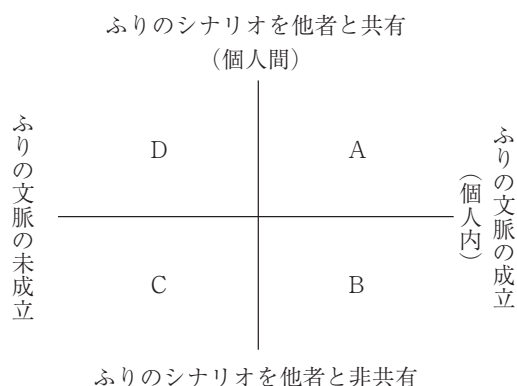 ふりのシナリオを他者と共有
(個人間)
ふりの文脈の未成立
D
A
C
B
ふりの文脈の成立
(個人内)
ふりのシナリオを他者と非共有